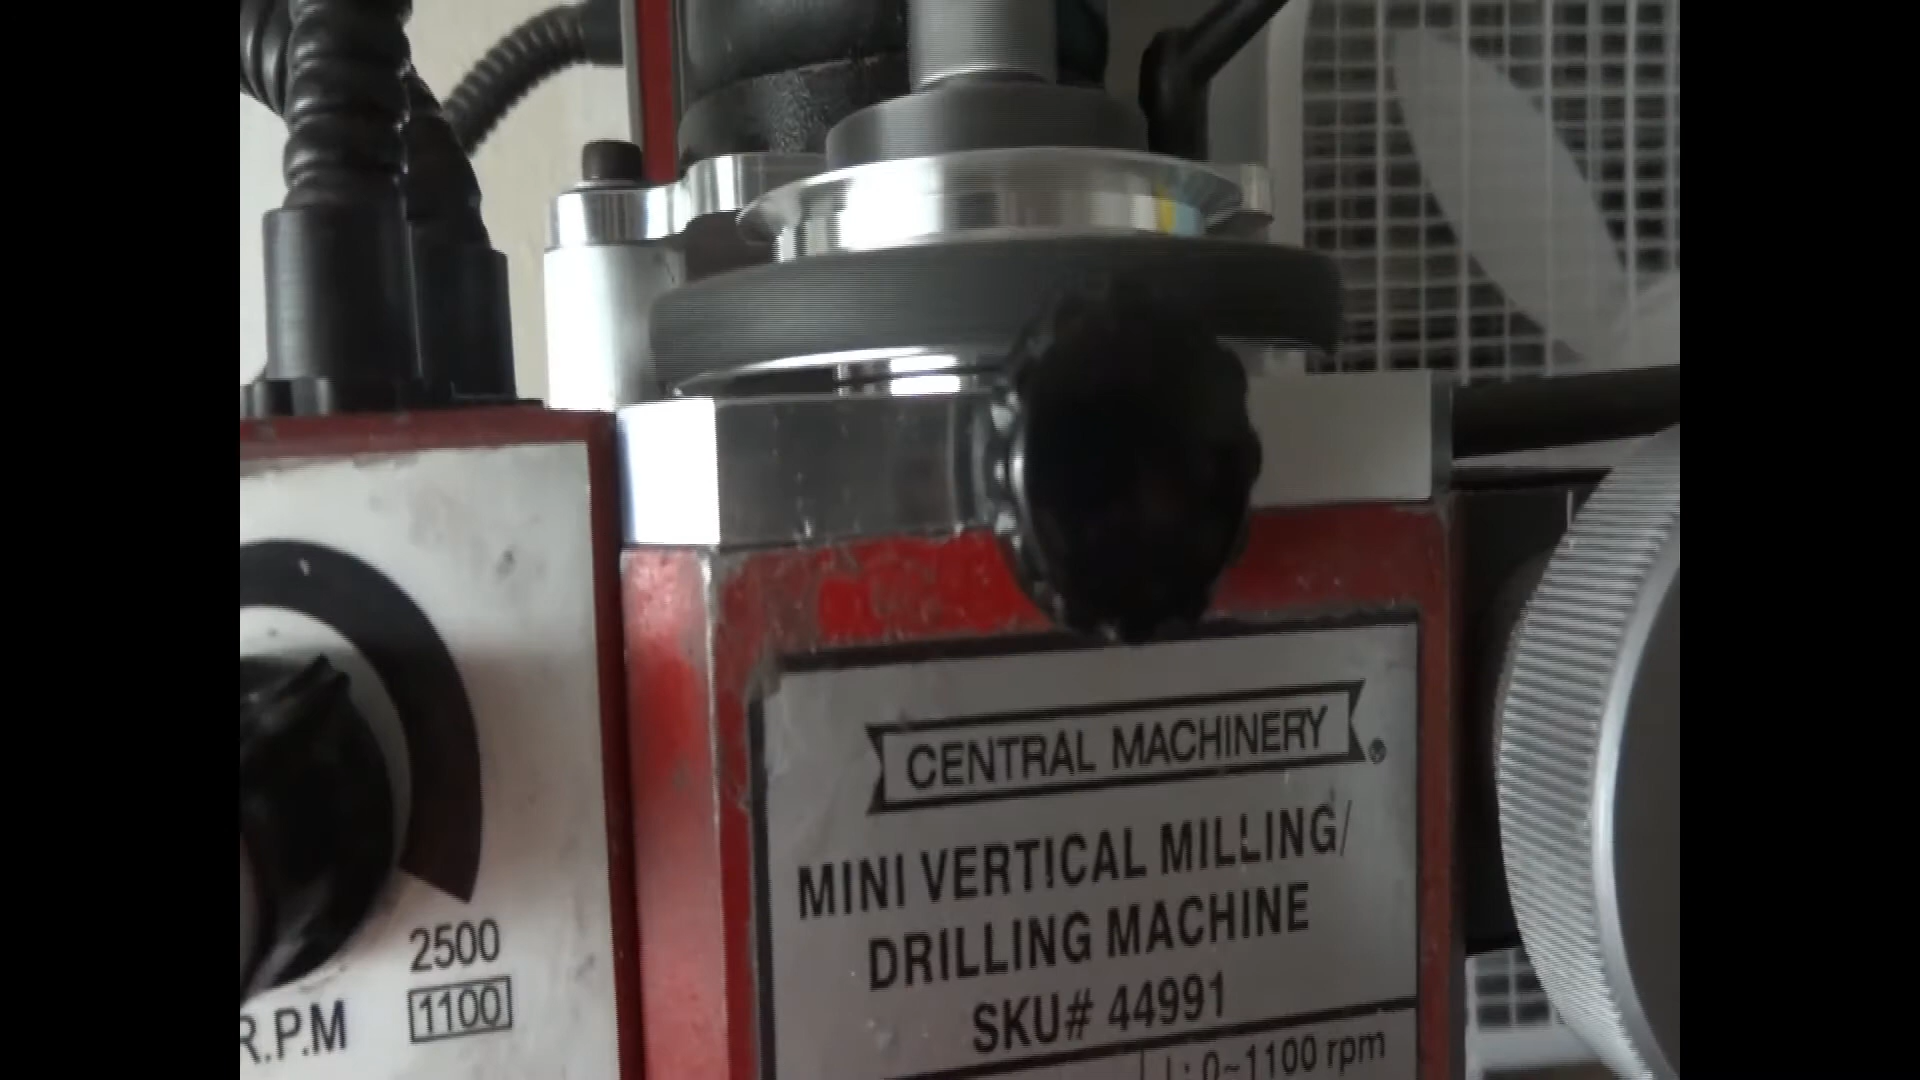 CENTRAL MACHINERY
MINI VERTICAL MILLING/
DRILLING MACHINE
SKU# 44991
L: 0~1100 rpm
2500
1100
R.P.M